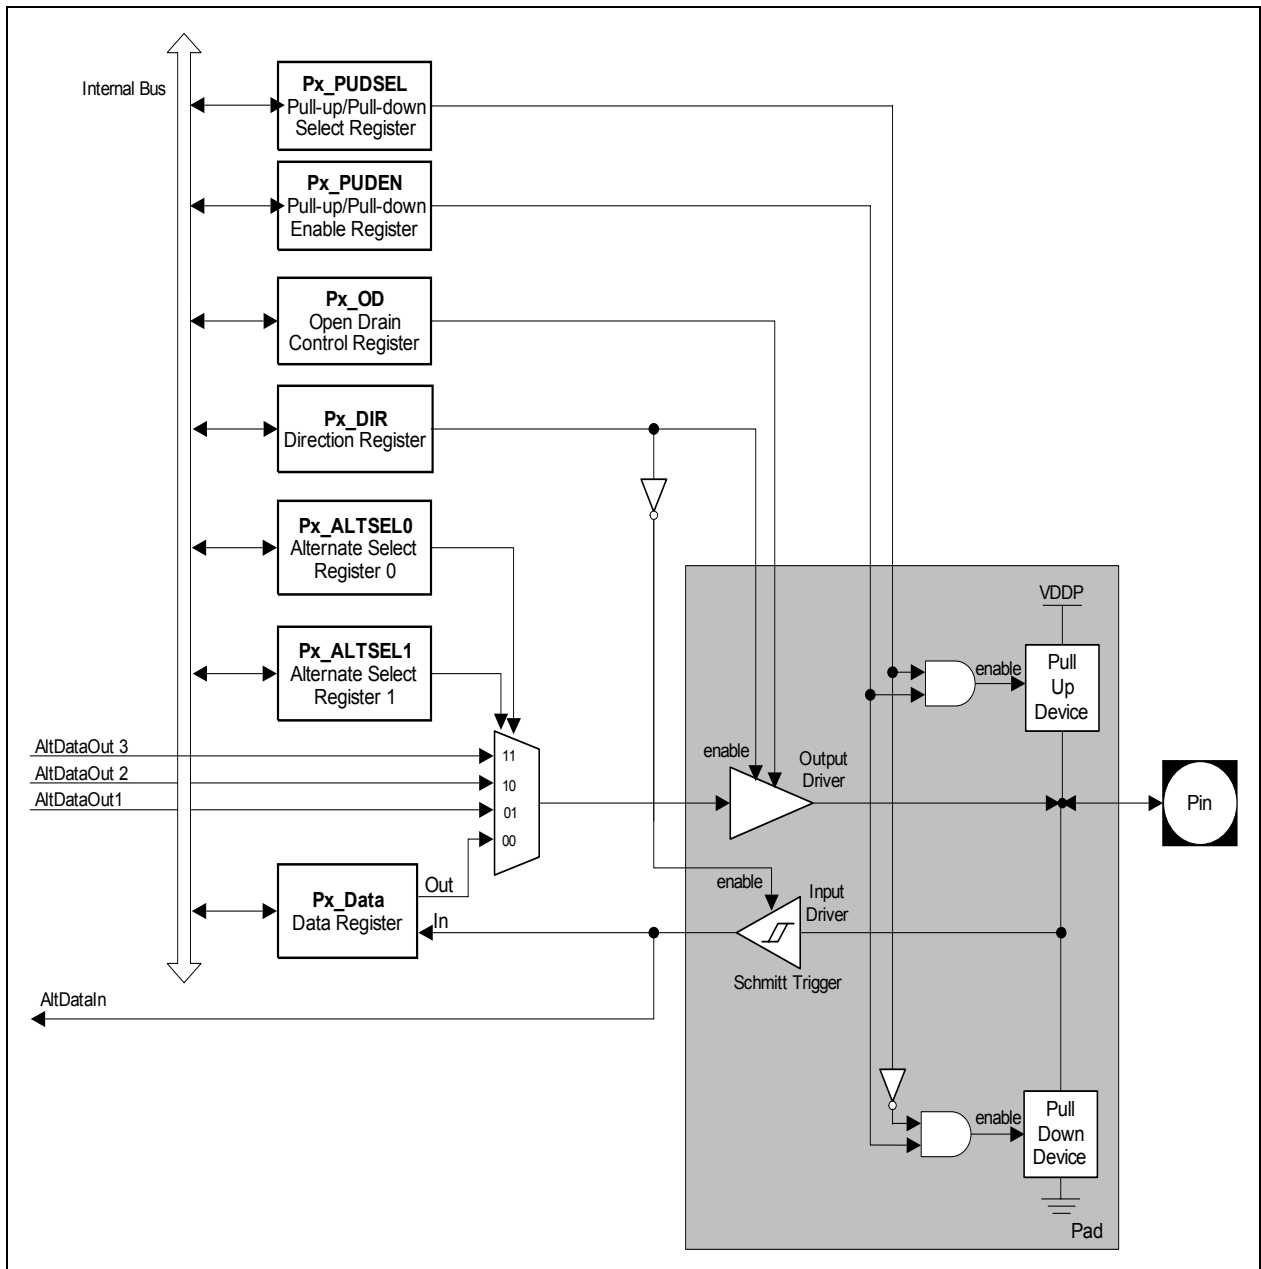 Internal Bus
Px_PUDSEL
Pull-up/Pull-down
Select Register
Px_PUDEN
Pull-up/Pull-down
Enable Register
Px_OD
Open Drain
Control Register
Px_DIR
Direction Register
Px_ALTSEL0
Alternate Select
Register 0
Px_ALTSEL1
Alternate Select
Register 1
AltDataOut 3
AltDataOut 2
AltDataOut1
11
10
01
00
Px_Data
Data Register
Out
In
AltDataIn
enable
Output
Driver
enable
Input
Driver
Schmitt Trigger
VDDP
enable
Pull
Up
Device
Pin
enable
Pull
Down
Device
Pad